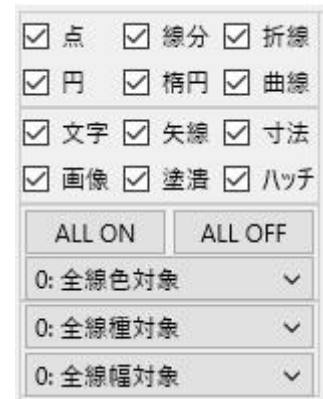 点 線分 折線
円 楕円 曲線
文字 矢線 寸法
画像 塗潰 ハッチ
ALL ON ALL OFF
0: 全線色対象
0: 全線種対象
0: 全線幅対象